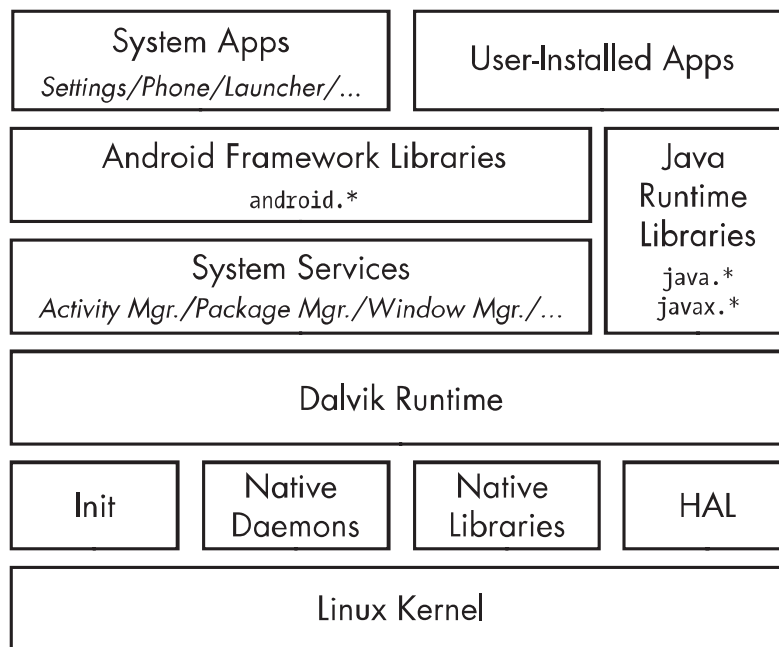 System Apps
Settings/Phone/Launcher/...
User-Installed Apps
Android Framework Libraries
android.*
Java
Runtime
Libraries
java.*
javax.*
System Services
Activity Mgr./Package Mgr./Window Mgr./...
Dalvik Runtime
Init
Native
Daemons
Native
Libraries
HAL
Linux Kernel